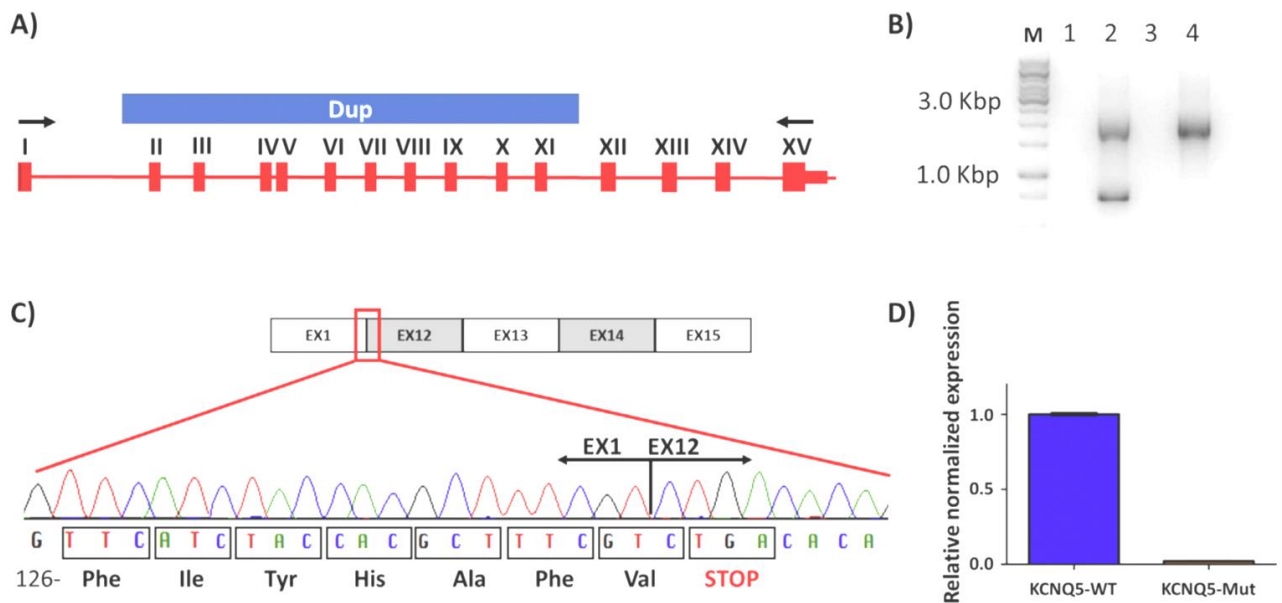 A)
Dup
I II III IV V VI VII VIII IX X XI XII XIII XIV XV
B)
M 1 2 3 4
3.0 Kbp
1.0 Kbp
C)
EX1 EX12 EX13 EX14 EX15
EX1 EX12
G T T C A T C T A C C A C G C T T T C G T C T G A C A C A
126- Phe Ile Tyr His Ala Phe Val STOP
D)
Relative normalized expression
1.0
0.5
0.0
KCNQ5-WT KCNQ5-Mut